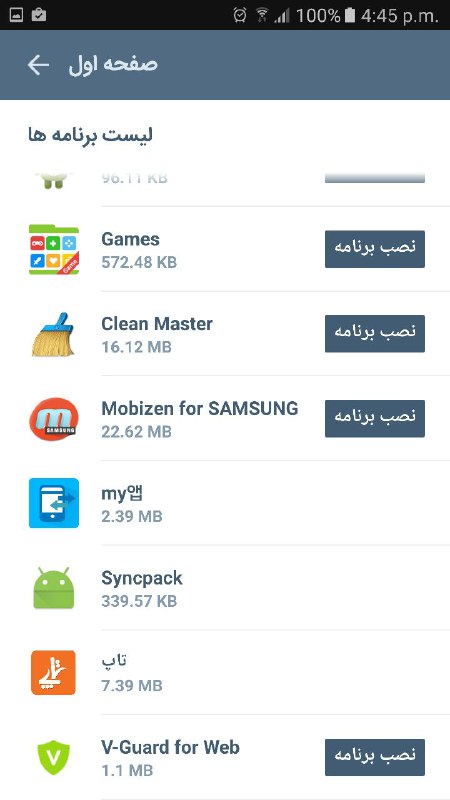 100% 4:45 p.m.
صفحه اول
لیست برنامه ها
96.11 KB
Games
572.48 KB
نصب برنامه
Clean Master
16.12 MB
نصب برنامه
Mobizen for SAMSUNG
22.62 MB
نصب برنامه
my앱
2.39 MB
Syncpack
339.57 KB
تاپ
7.39 MB
V-Guard for Web
1.1 MB
نصب برنامه